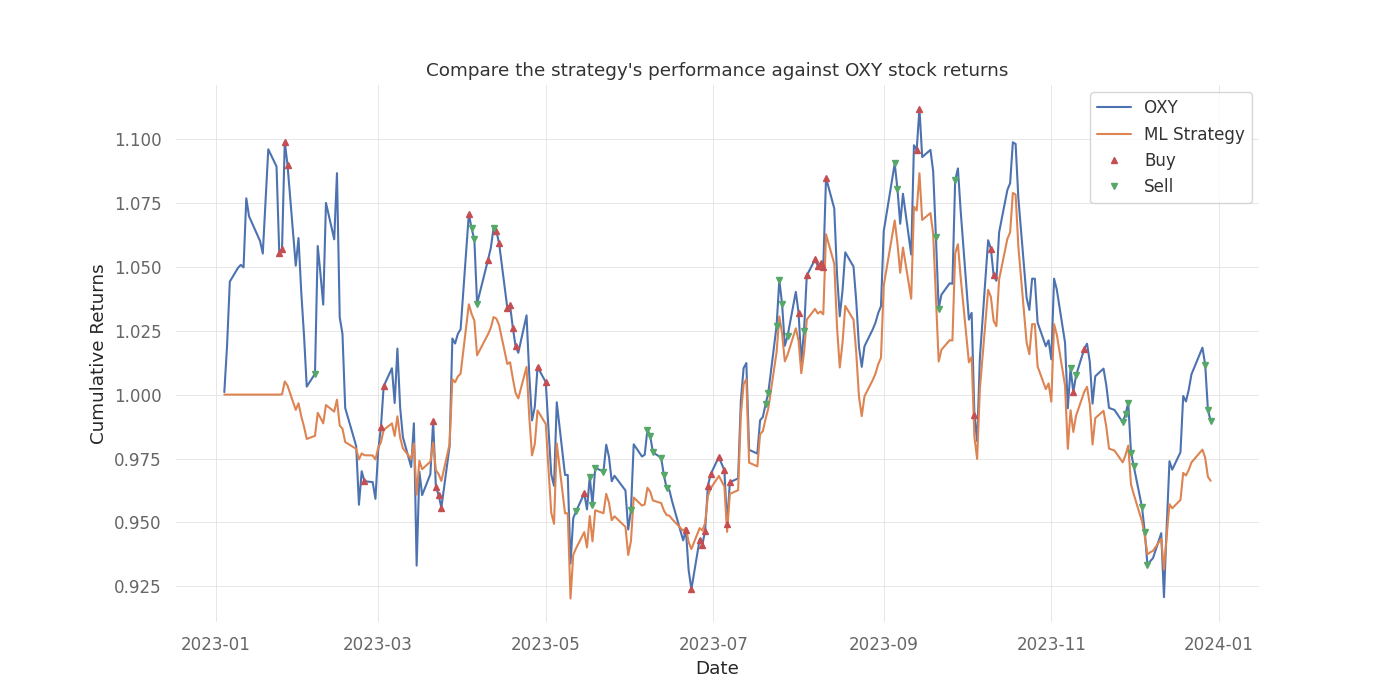 Compare the strategy's performance against OXY stock returns
OXY
ML Strategy
Buy
Sell
Cumulative Returns
1.100
1.075
1.050
1.025
1.000
0.975
0.950
0.925
2023-01
2023-03
2023-05
2023-07
2023-09
2023-11
2024-01
Date